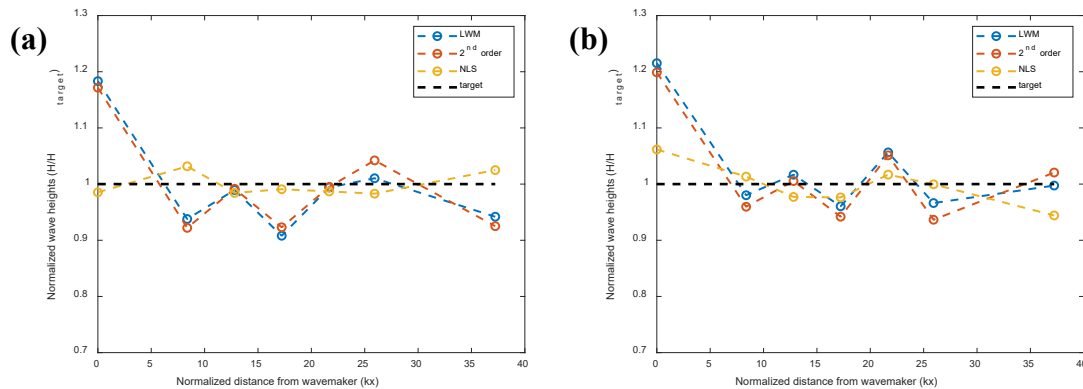 (a)
1.3
1.2
1.1
1
0.9
0.8
0.7
Normalized wave heights (H/H target)
0 5 10 15 20 25 30 35 40
Normalized distance from wavemaker (kx)
LWM
2nd order
NLS
target
(b)
1.3
1.2
1.1
1
0.9
0.8
0.7
Normalized wave heights (H/H target)
0 5 10 15 20 25 30 35 40
Normalized distance from wavemaker (kx)
LWM
2nd order
NLS
target